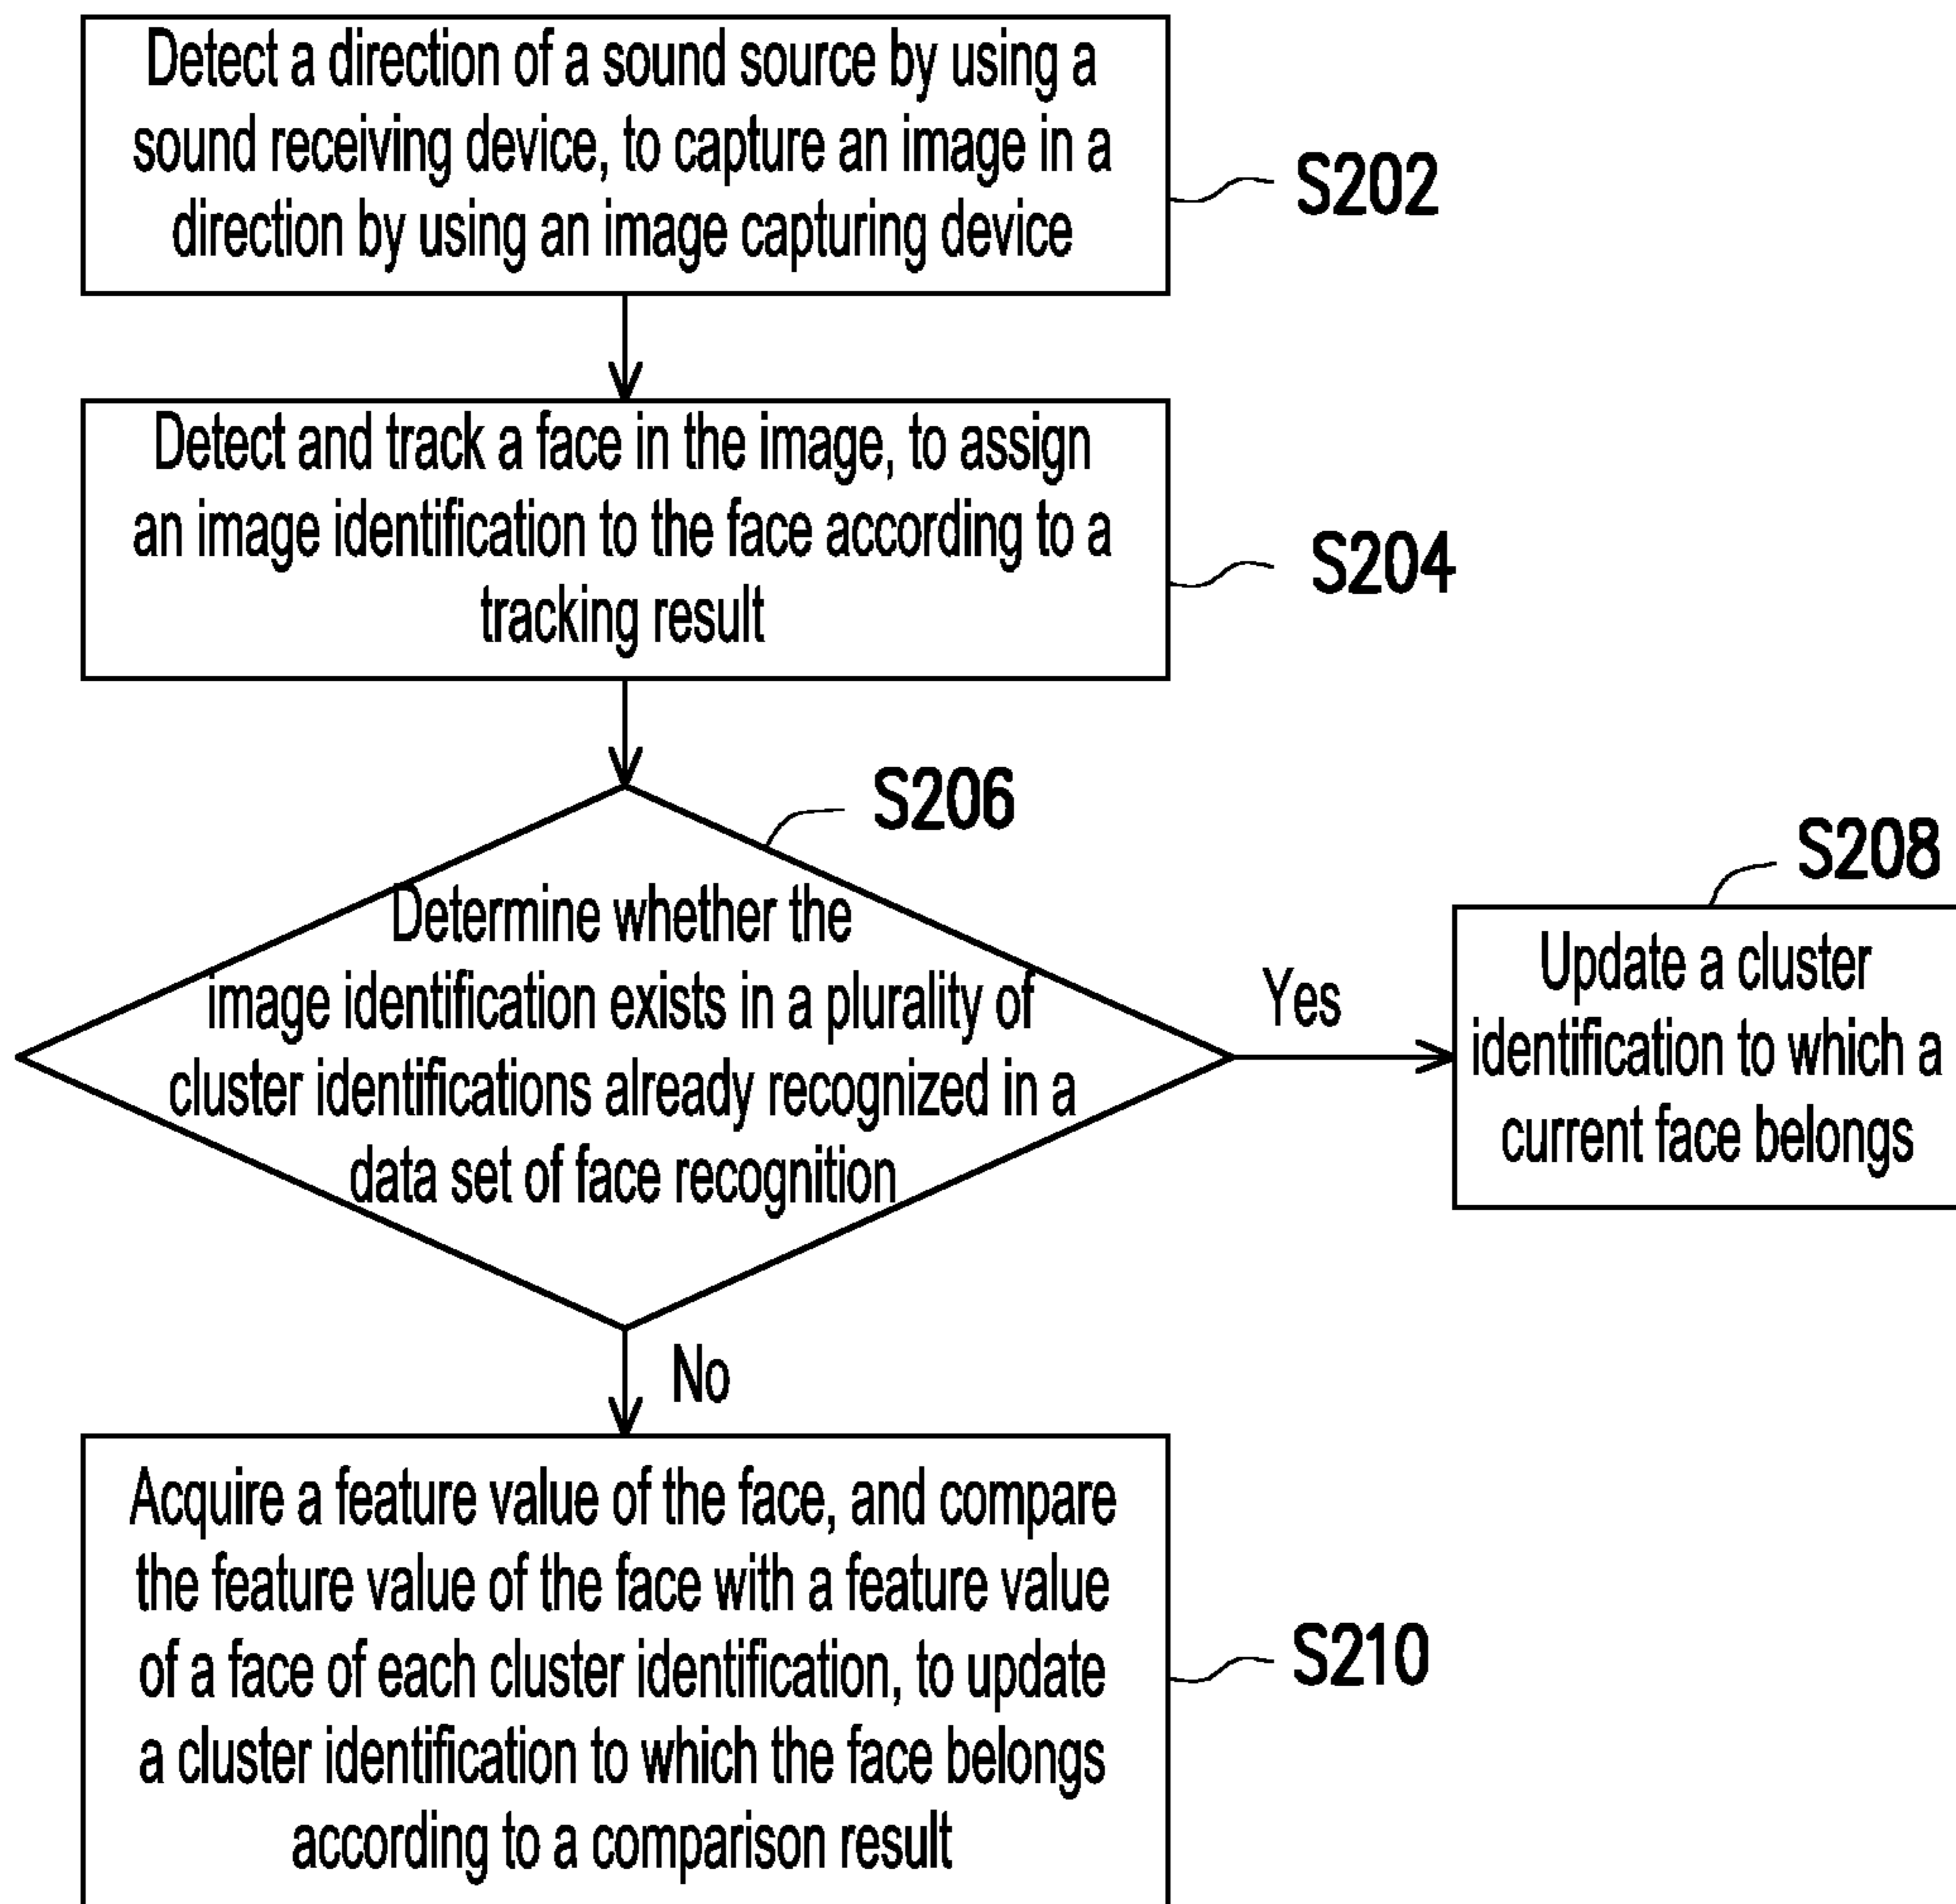 Detect a direction of a sound source by using a
sound receiving device, to capture an image in a
direction by using an image capturing device
S202
Detect and track a face in the image, to assign
an image identification to the face according to a
tracking result
S204
S206
Determine whether the
image identification exists in a plurality of
cluster identifications already recognized in a
data set of face recognition
Yes
S208
Update a cluster
identification to which a
current face belongs
No
Acquire a feature value of the face, and compare
the feature value of the face with a feature value
of a face of each cluster identification, to update
a cluster identification to which the face belongs
according to a comparison result
S210